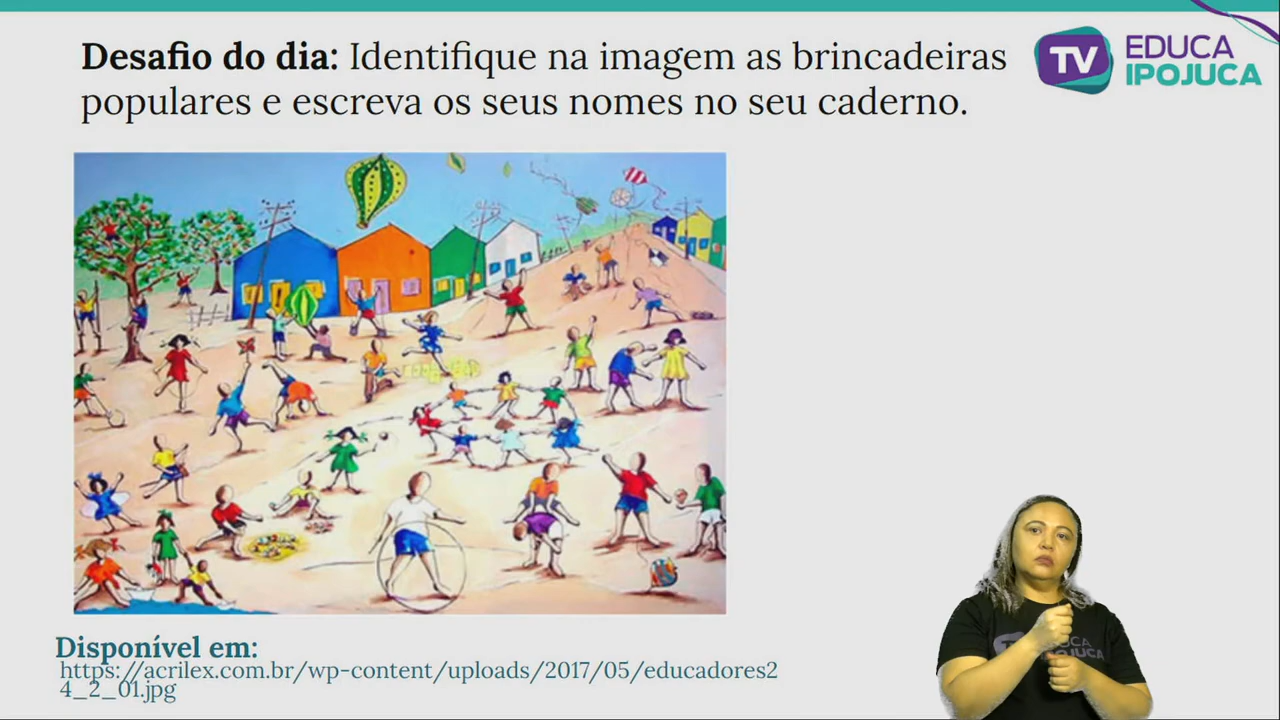 Desafio do dia: Identifique na imagem as brincadeiras
populares e escreva os seus nomes no seu caderno.
TV EDUCA
IPOJUCA
Disponível em:
https://acrilex.com.br/wp-content/uploads/2017/05/educadores2
4_2_01.jpg